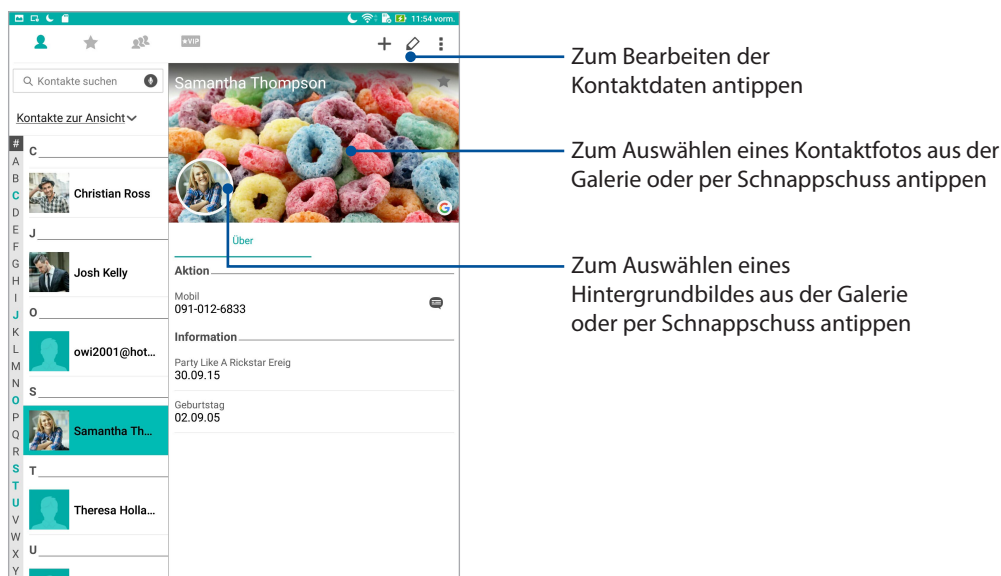 11:54 vorm.
VIP
Kontakte suchen
Kontakte zur Ansicht
Samantha Thompson
#
A
B
C
D
E
F
G
H
I
J
K
L
M
N
O
P
Q
R
S
T
U
V
W
X
Y
C
Christian Ross
J
Josh Kelly
O
owi2001@hot...
S
Samantha Th...
T
Theresa Holla...
U
G
Über
Aktion
Mobil
091-012-6833
Information
Party Like A Rickstar Ereig
30.09.15
Geburtstag
02.09.05
Zum Bearbeiten der
Kontaktdaten antippen
Zum Auswählen eines Kontaktfotos aus der
Galerie oder per Schnappschuss antippen
Zum Auswählen eines
Hintergrundbildes aus der Galerie
oder per Schnappschuss antippen